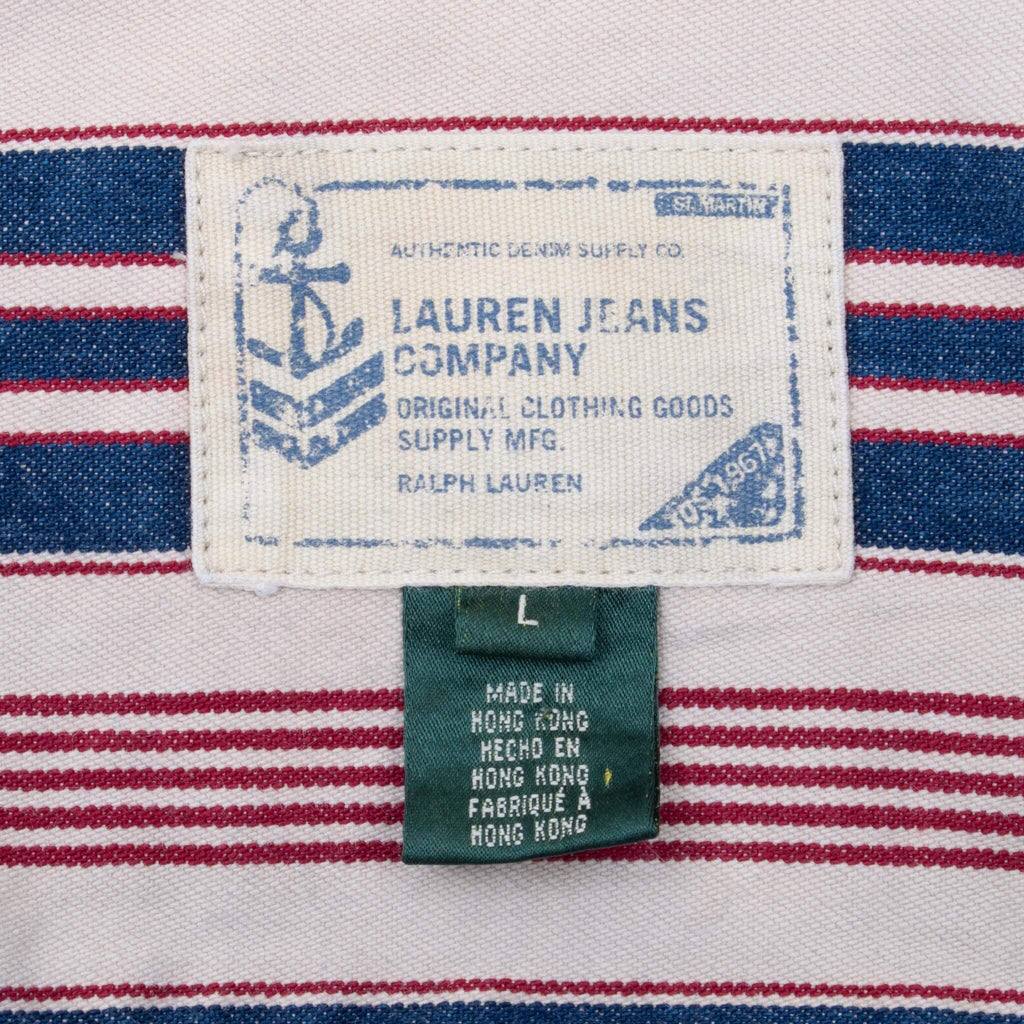 ST. MARTIN
AUTHENTIC DENIM SUPPLY CO.
LAUREN JEANS
COMPANY
ORIGINAL CLOTHING GOODS
SUPPLY MFG.
RALPH LAUREN
1967
L
MADE IN
HONG KONG
HECHO EN
HONG KONG
FABRIQUÉ À
HONG KONG